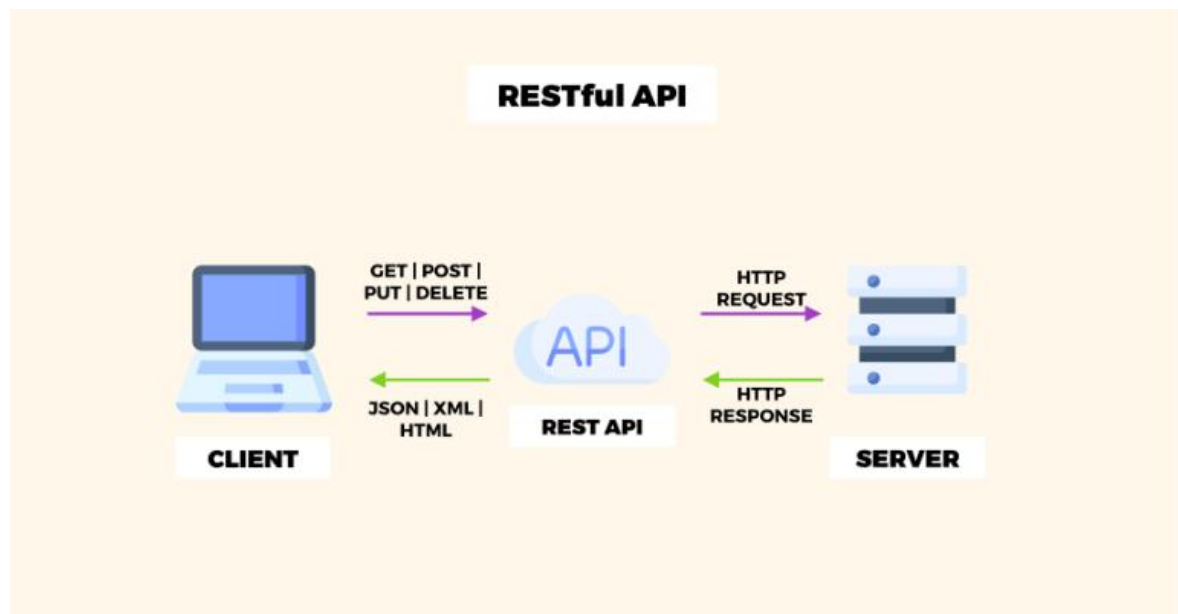 RESTful API
GET | POST |
PUT | DELETE
HTTP
REQUEST
API
JSON | XML |
HTML
HTTP
RESPONSE
REST API
CLIENT
SERVER